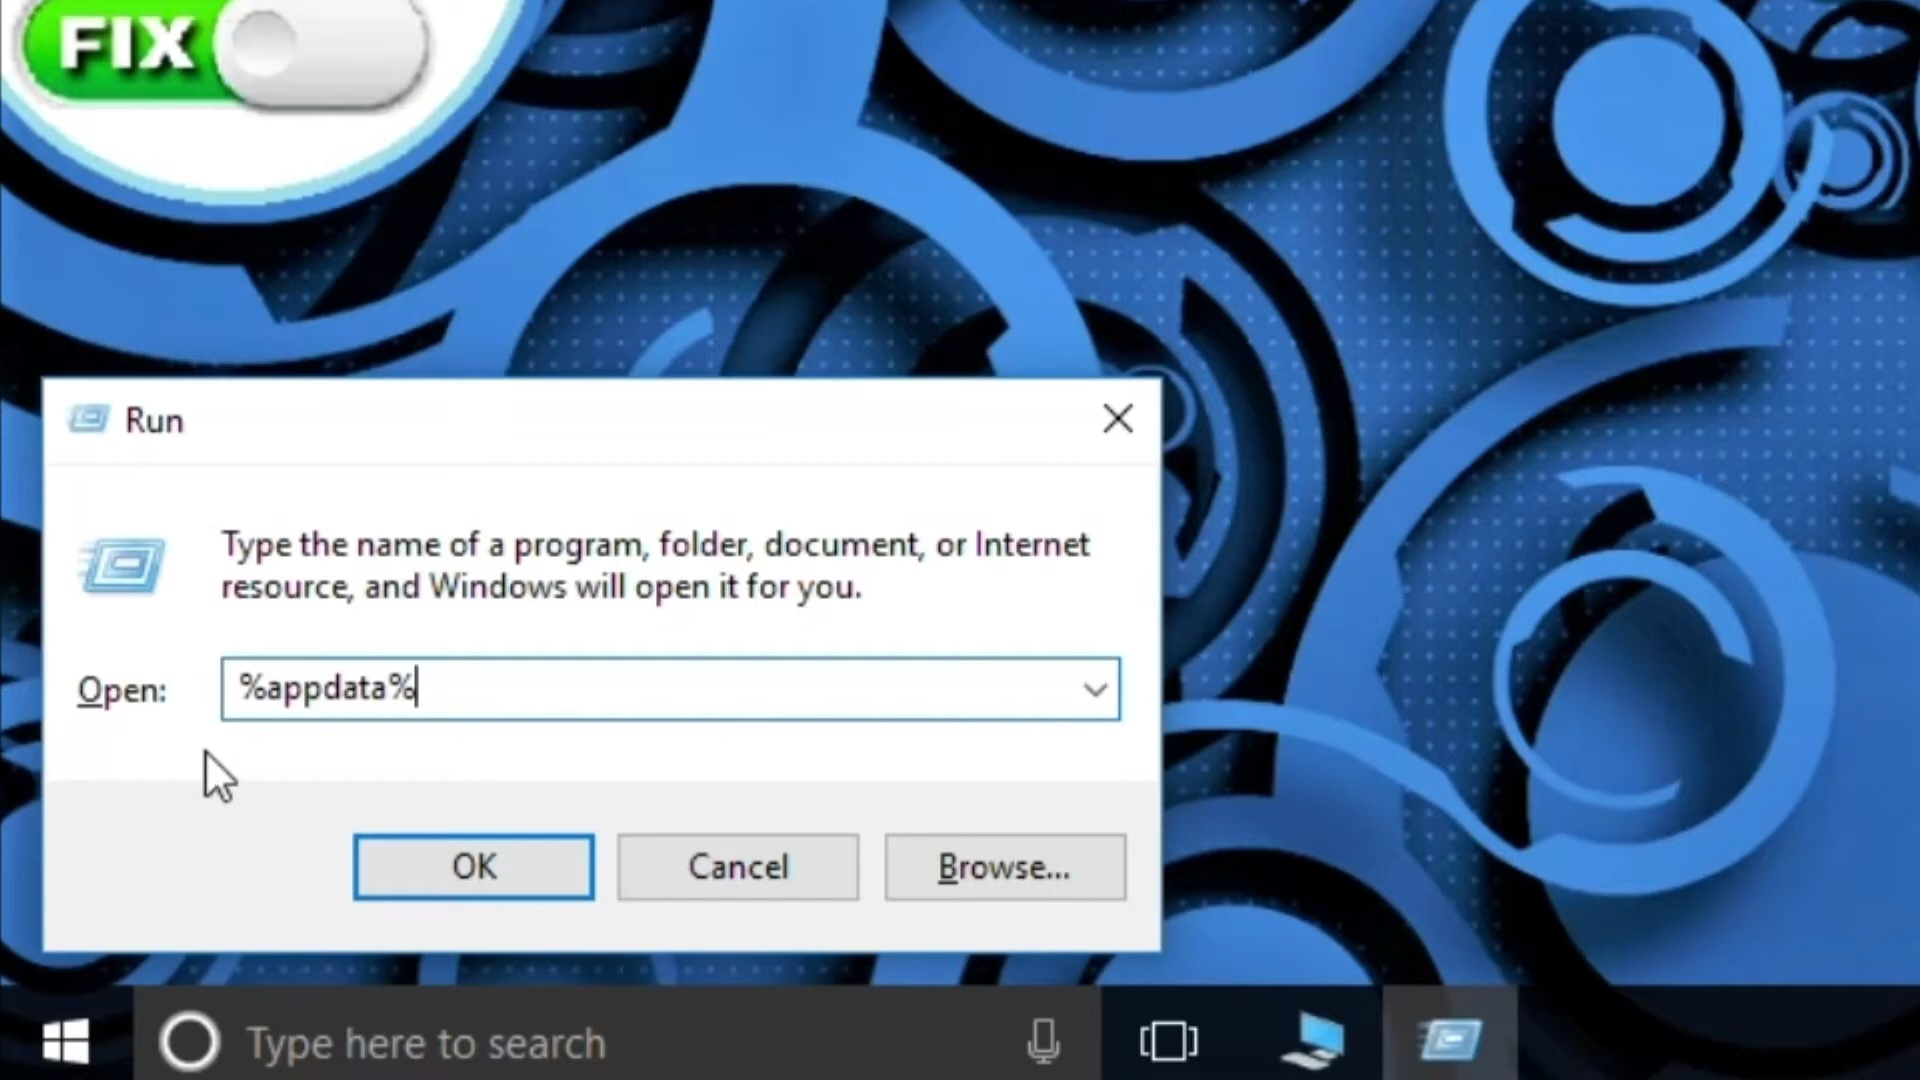 FIX
Run
Type the name of a program, folder, document, or Internet
resource, and Windows will open it for you.
Open:
%appdata%
OK
Cancel
Browse...
Type here to search